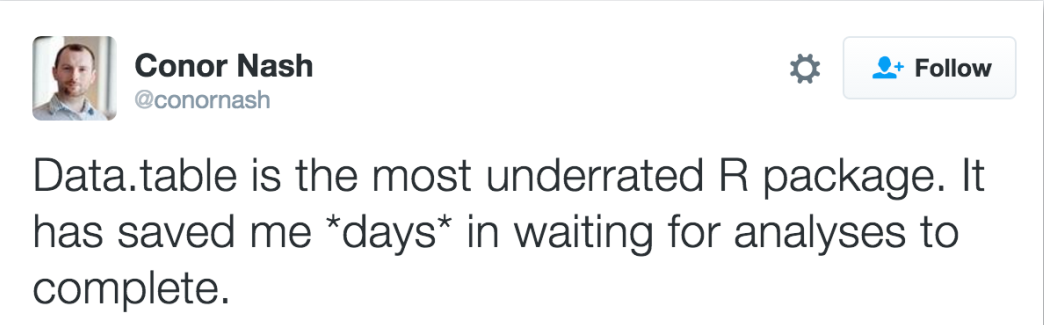 Conor Nash
@conornash
Follow
Data.table is the most underrated R package. It
has saved me *days* in waiting for analyses to
complete.